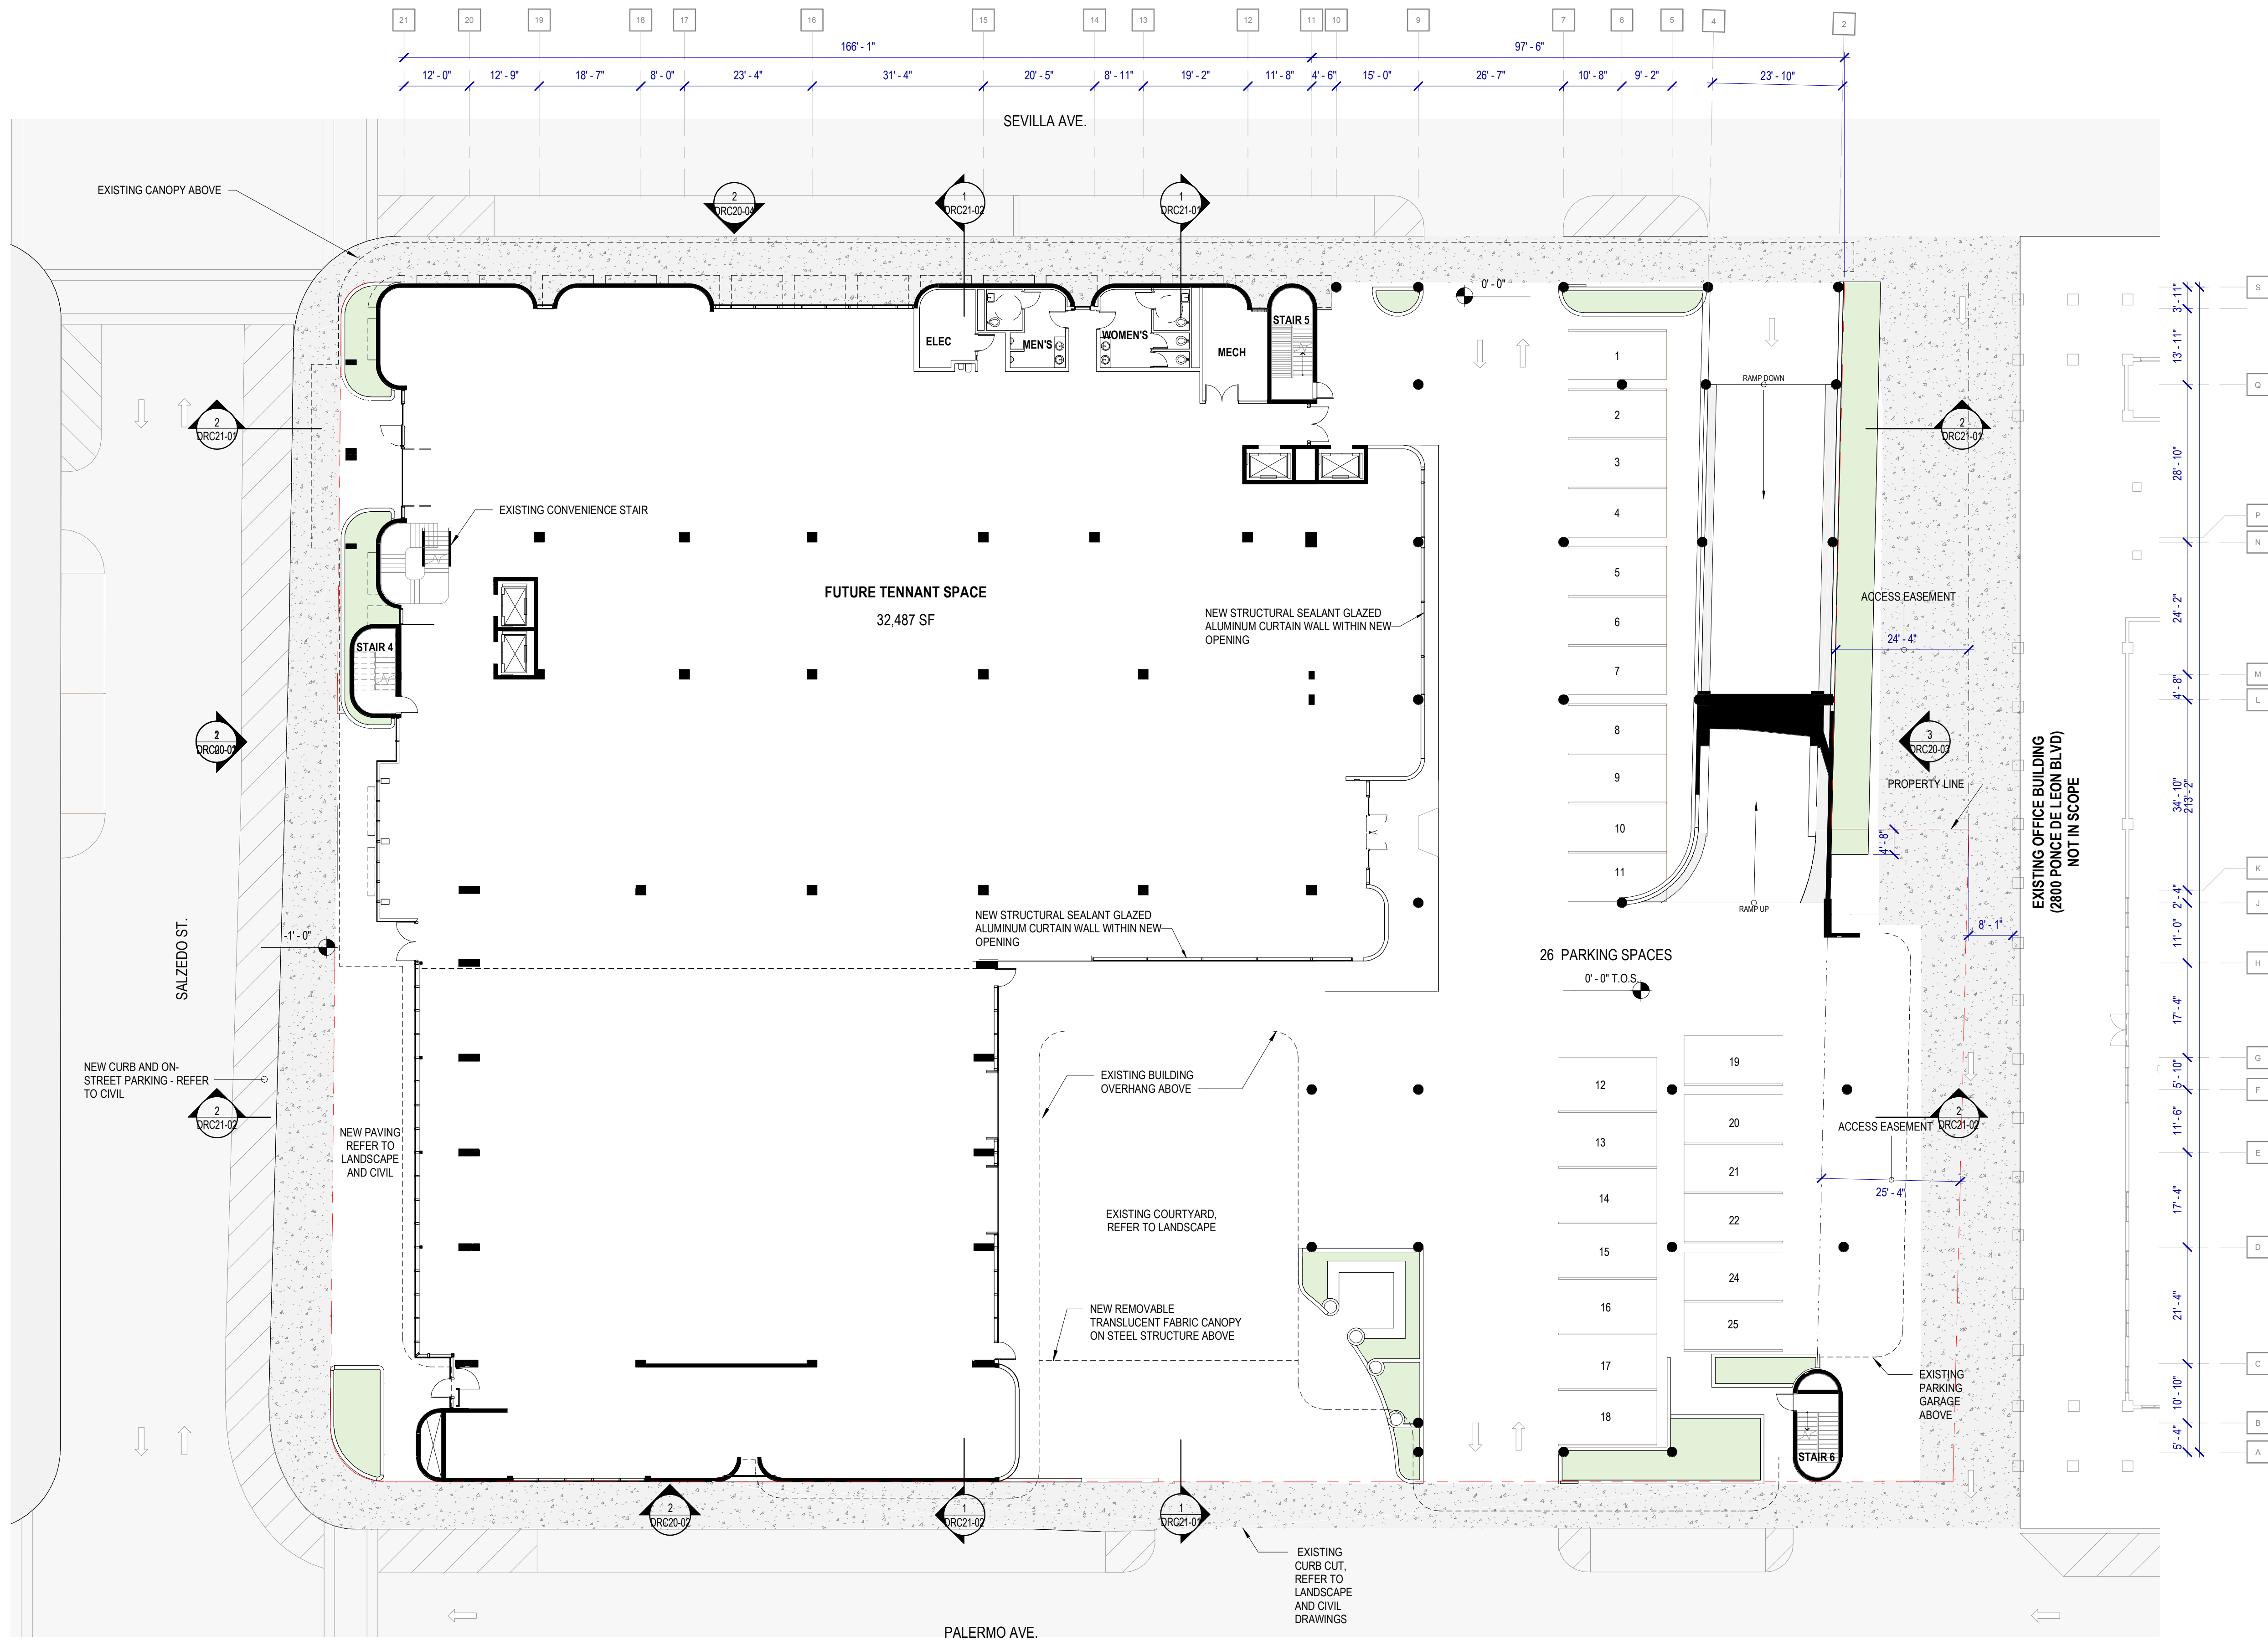 21 20 19 18 17 16 15 14 13 12 11 10 9 7 6 5 4 2
166' - 1" 97' - 6"
12' - 0" 12' - 9" 18' - 7" 8' - 0" 23' - 4" 31' - 4" 20' - 5" 8' - 11" 19' - 2" 11' - 8" 4' - 6" 15' - 0" 26' - 7" 10' - 8" 9' - 2" 23' - 10"
SEVILLA AVE.
EXISTING CANOPY ABOVE
2
DRC20-04
1
DRC21-02
1
DRC21-01
0' - 0"
S
3' - 11"
STAIR 5
ELEC
MEN'S
WOMEN'S
MECH
1
13' - 11"
RAMP DOWN
Q
2
2
DRC21-01
2
DRC21-01
3
28' - 10"
4
EXISTING CONVENIENCE STAIR
P
N
5
FUTURE TENNANT SPACE
32,487 SF
ACCESS EASEMENT
24' - 2"
NEW STRUCTURAL SEALANT GLAZED
ALUMINUM CURTAIN WALL WITHIN NEW
OPENING
6
24' - 4"
STAIR 4
7
M
4' - 8"
L
8
2
3
DRC20-03
9
PROPERTY LINE
EXISTING OFFICE BUILDING
(2800 PONCE DE LEON BLVD)
NOT IN SCOPE
34' - 10"
213' - 2"
10
4' - 8"
11
K
2' - 4"
RAMP UP
J
NEW STRUCTURAL SEALANT GLAZED
ALUMINUM CURTAIN WALL WITHIN NEW
OPENING
8' - 1"
11' - 0"
SALZEDO ST.
-1' - 0"
26 PARKING SPACES
H
0' - 0" T.O.S.
17' - 4"
NEW CURB AND ON-
STREET PARKING - REFER
TO CIVIL
EXISTING BUILDING
OVERHANG ABOVE
19
G
12
5' - 10"
F
2
DRC21-02
20
11' - 6"
ACCESS EASEMENT
2
DRC21-02
NEW PAVING
REFER TO
LANDSCAPE
AND CIVIL
13
E
21
14
25' - 4"
17' - 4"
EXISTING COURTYARD,
REFER TO LANDSCAPE
22
15
D
24
16
NEW REMOVABLE
TRANSLUCENT FABRIC CANOPY
ON STEEL STRUCTURE ABOVE
25
21' - 4"
17
C
EXISTING
PARKING
GARAGE
ABOVE
18
10' - 10"
B
5' - 4"
A
STAIR 6
2
DRC20-02
1
DRC21-02
1
DRC21-01
EXISTING
CURB CUT,
REFER TO
LANDSCAPE
AND CIVIL
DRAWINGS
PALERMO AVE.